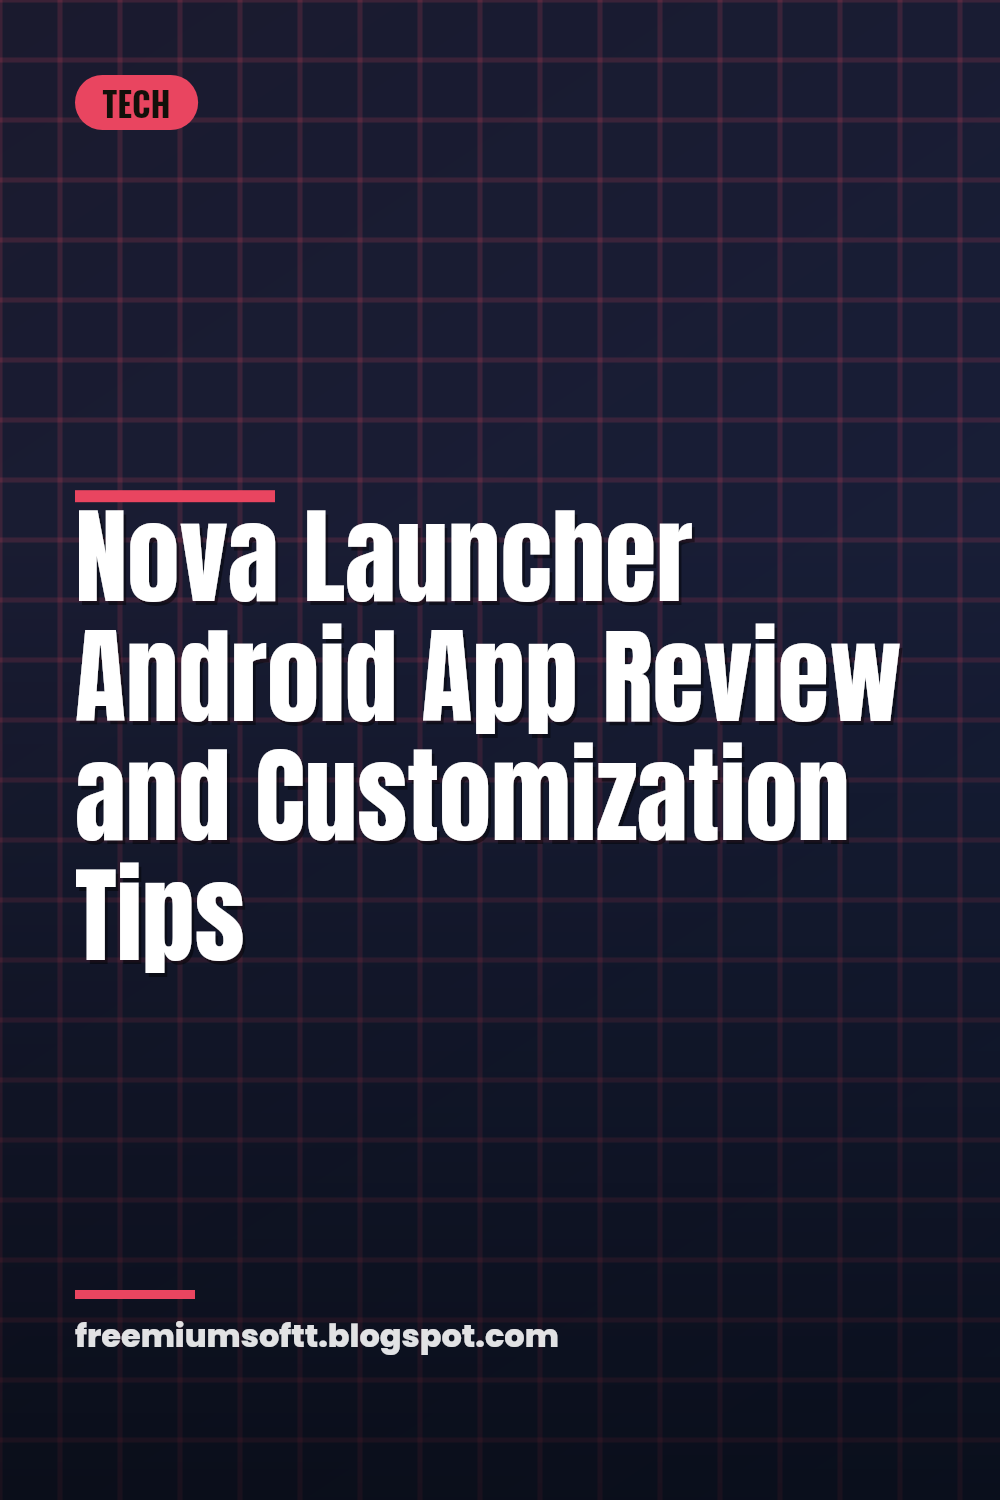 TECH
Nova Launcher
Android App Review
and Customization
Tips
freemiumsoftt.blogspot.com